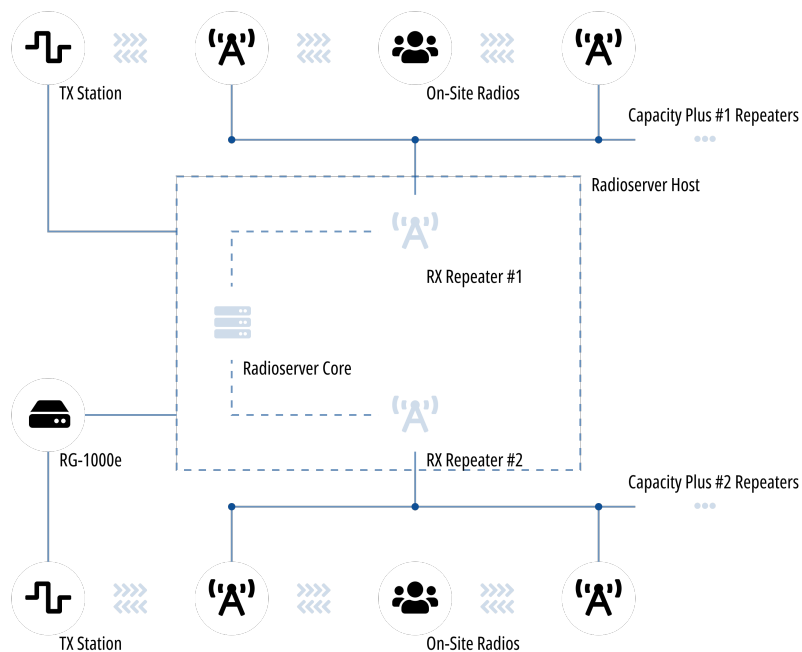 TX Station
On-Site Radios
Capacity Plus #1 Repeaters
Radioserver Host
RX Repeater #1
Radioserver Core
RG-1000e
RX Repeater #2
Capacity Plus #2 Repeaters
TX Station
On-Site Radios